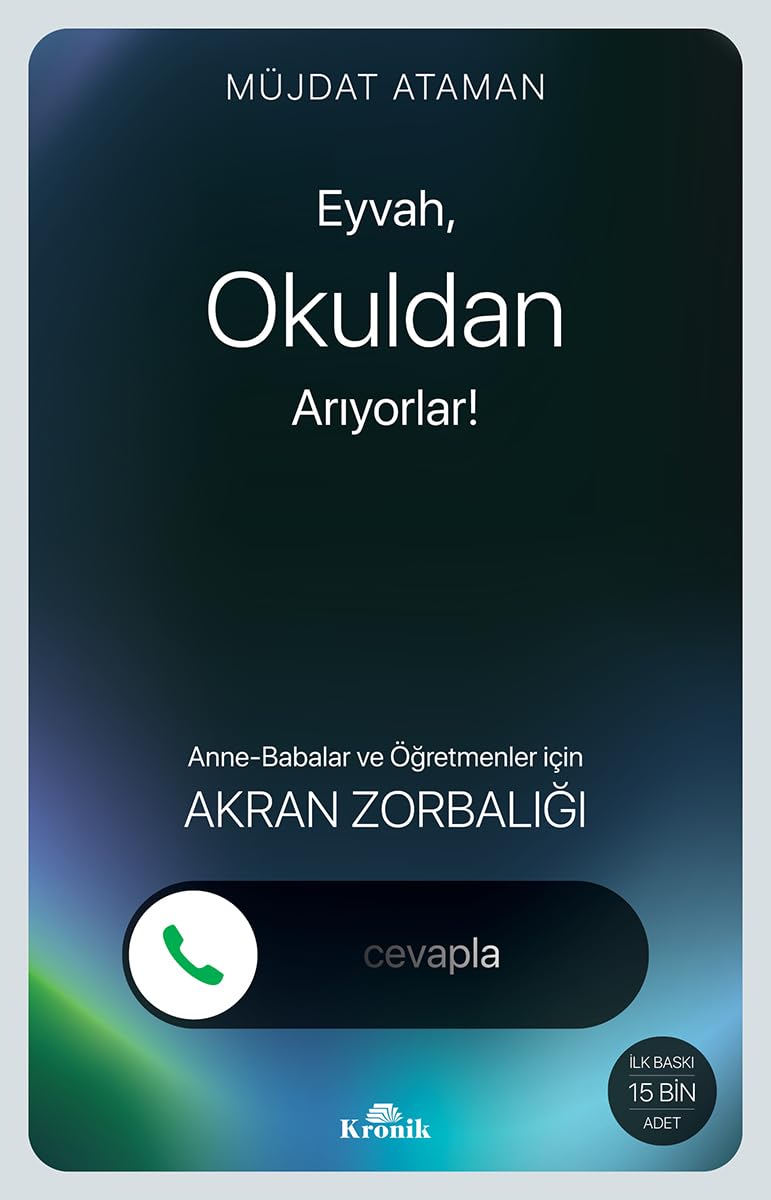 MÜJDAT ATAMAN
Eyvah,
Okuldan
Arıyorlar!
Anne-Babalar ve Öğretmenler için
AKRAN ZORBALIĞI
cevapla
İLK BASKI
15 BİN
ADET
Kronik